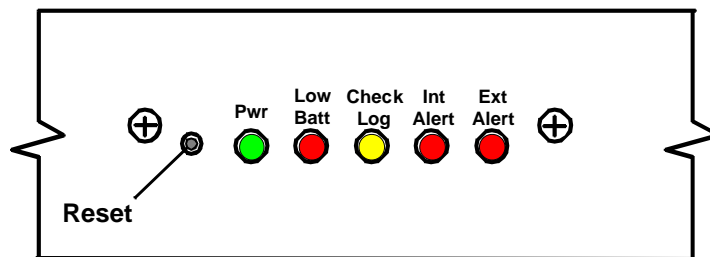 Pwr
Low Batt
Check Log
Int Alert
Ext Alert
Reset